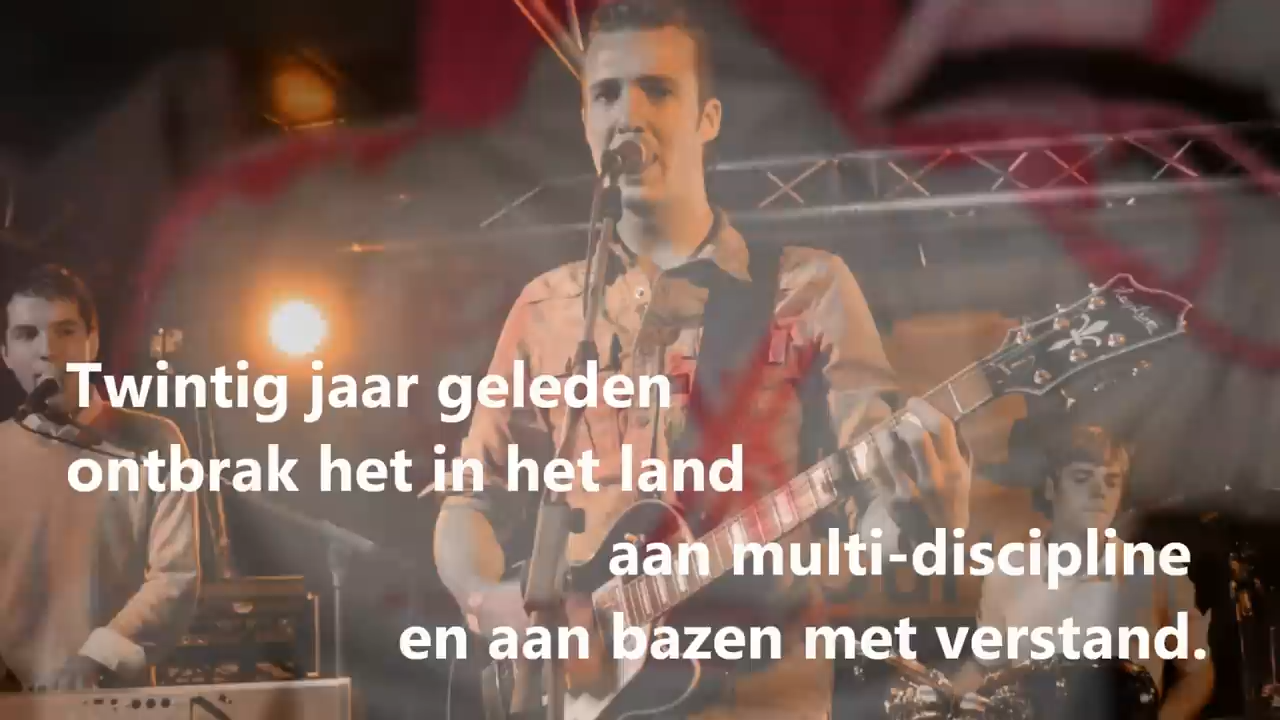 Twintig jaar geleden
ontbrak het in het land
aan multi-discipline
en aan bazen met verstand.